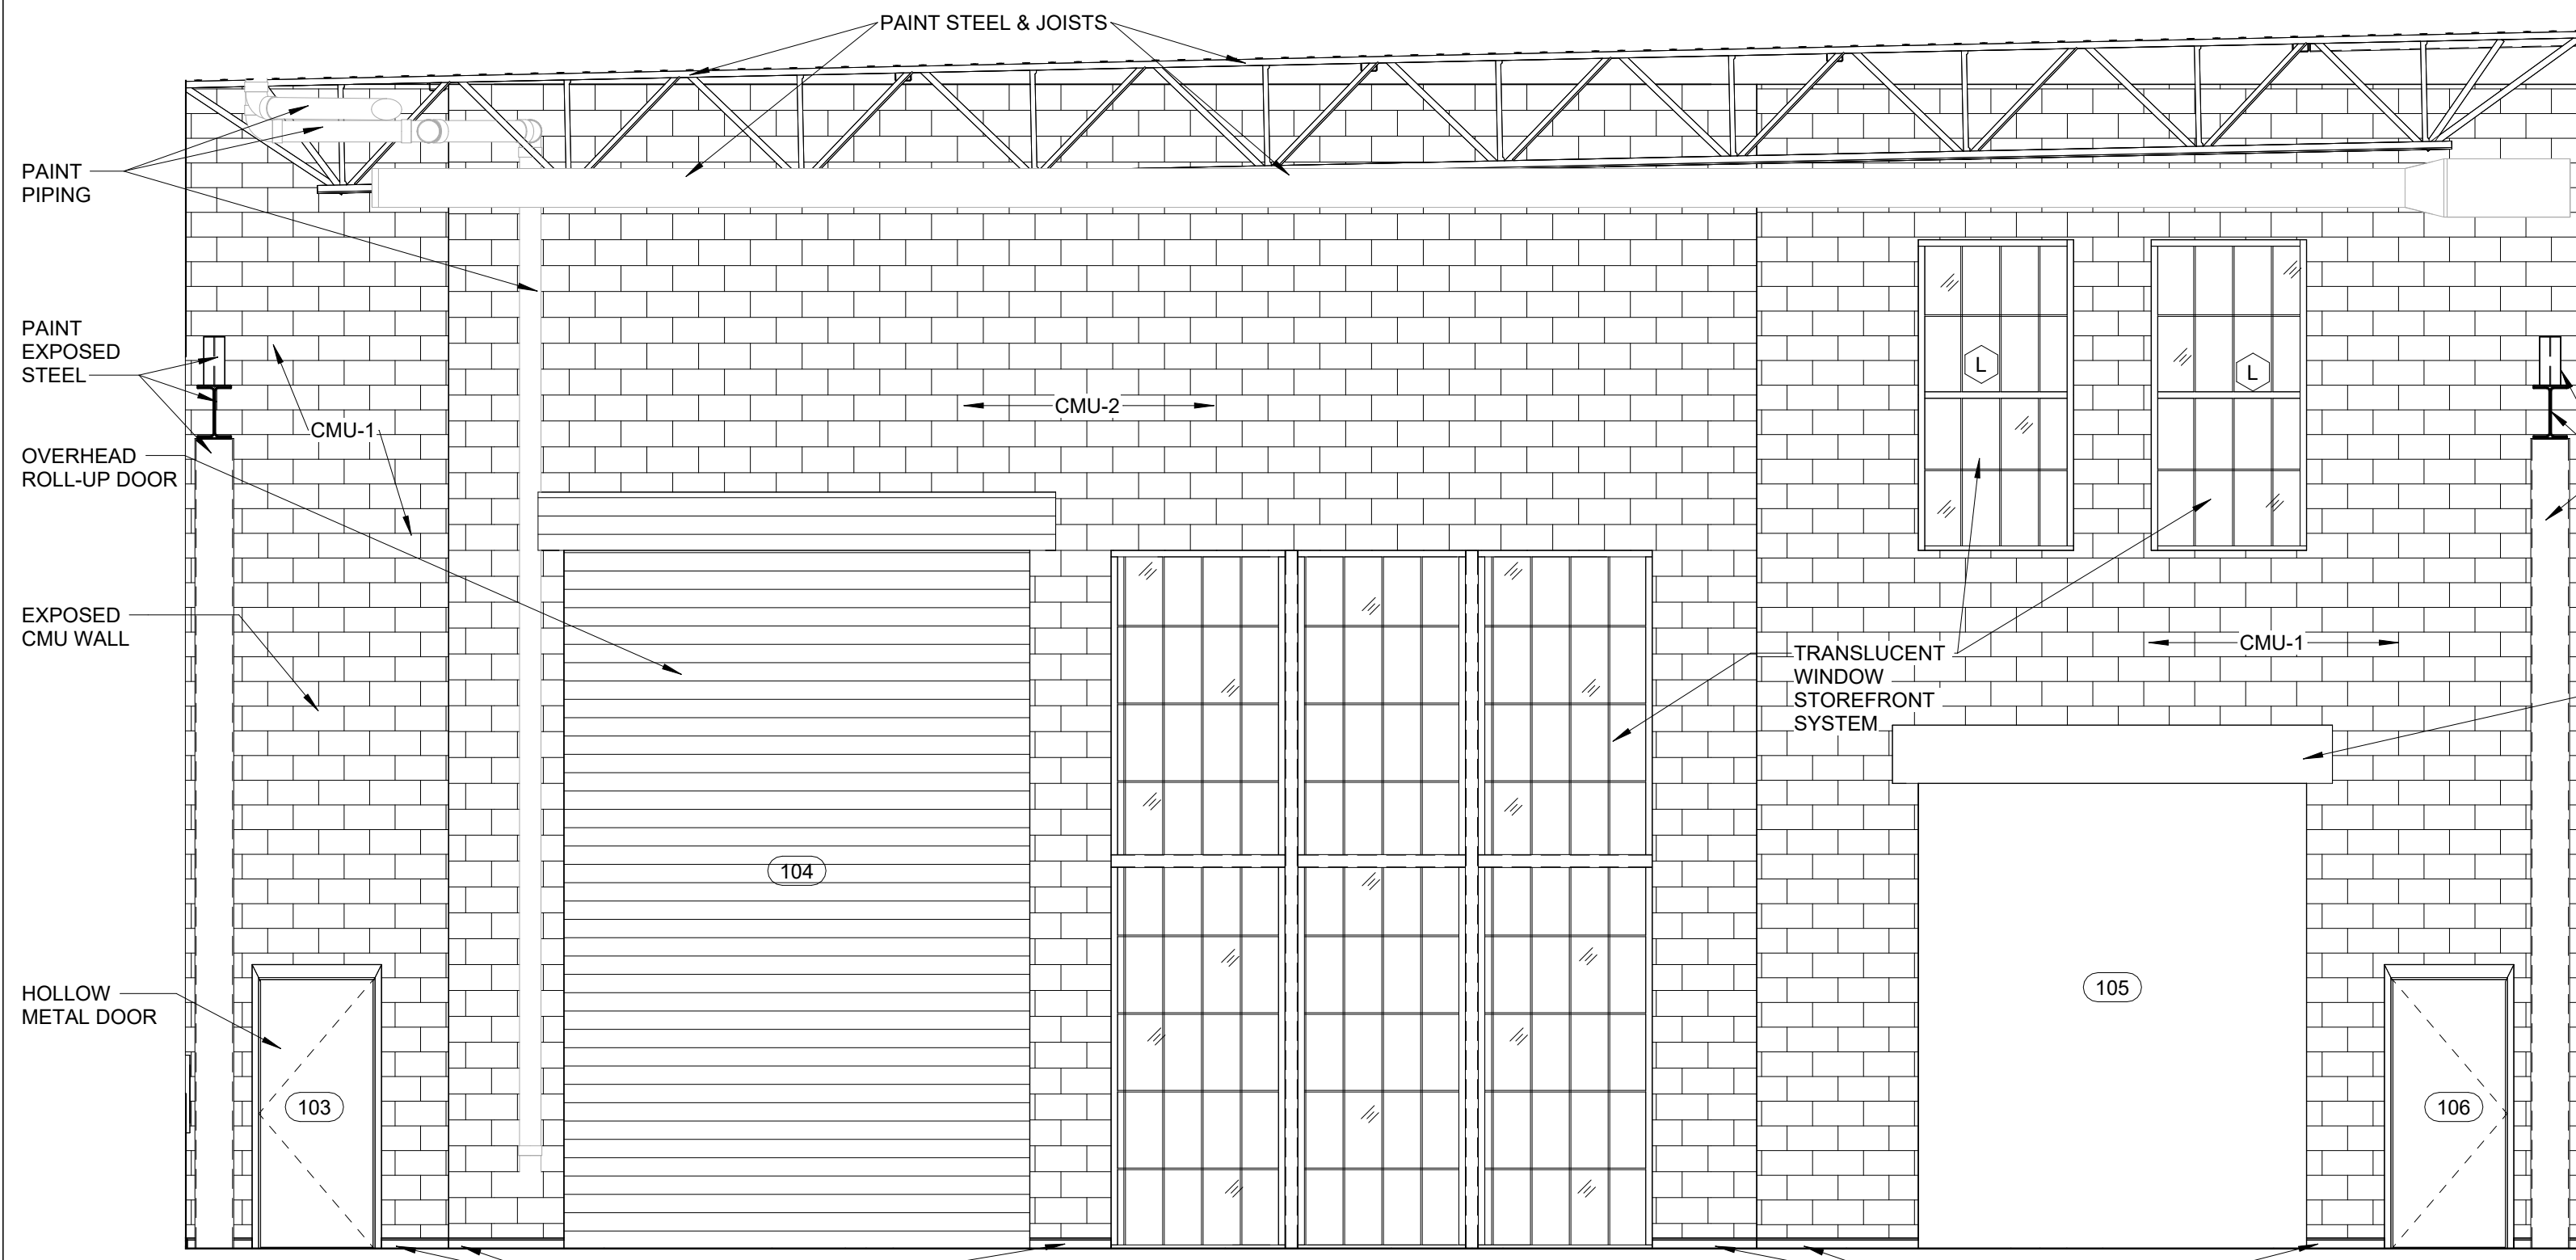 PAINT STEEL & JOISTS
PAINT
PIPING
PAINT
EXPOSED
STEEL
CMU-1
CMU-2
L
L
OVERHEAD
ROLL-UP DOOR
EXPOSED
CMU WALL
TRANSLUCENT
WINDOW
STOREFRONT
SYSTEM
CMU-1
104
105
HOLLOW
METAL DOOR
103
106